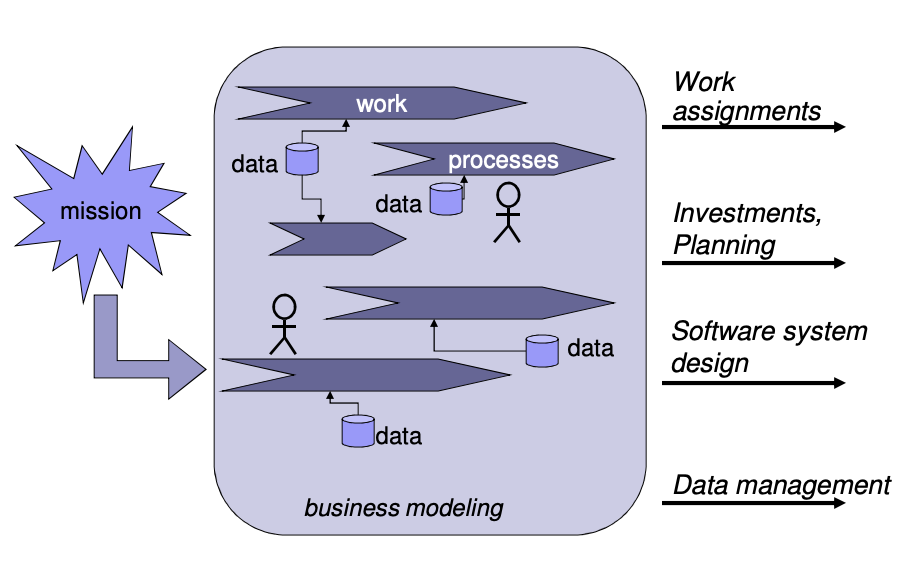 work
data
processes
data
mission
data
data
business modeling
Work
assignments
Investments,
Planning
Software system
design
Data management